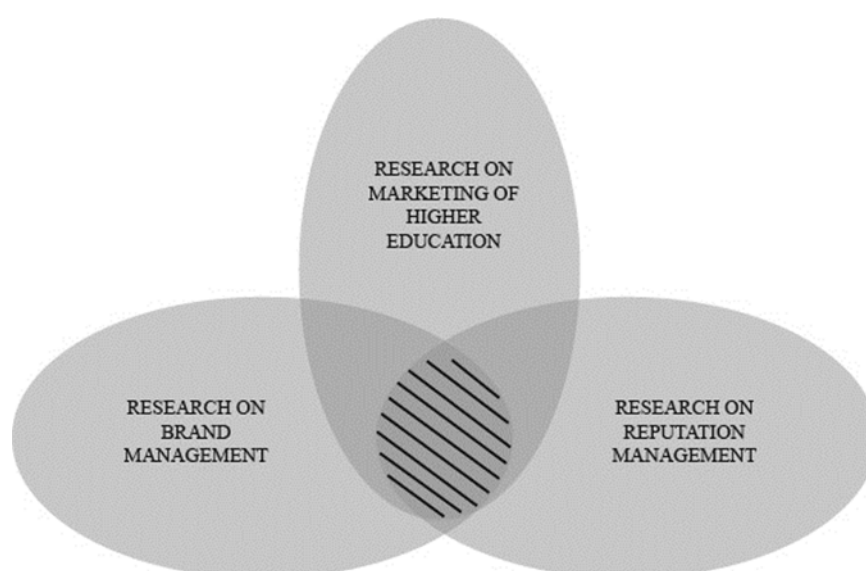 RESEARCH ON
MARKETING OF
HIGHER
EDUCATION
RESEARCH ON
BRAND
MANAGEMENT
RESEARCH ON
REPUTATION
MANAGEMENT